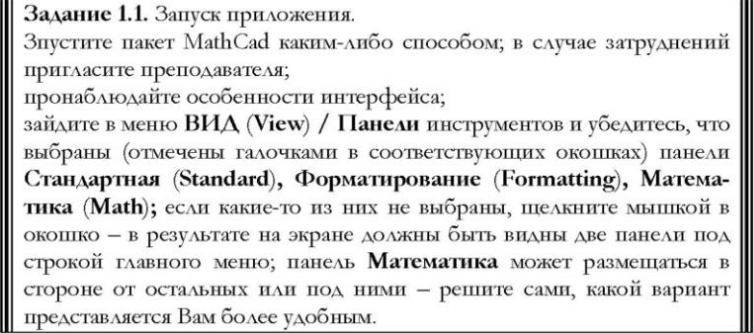 Задание 1.1. Запуск приложения.
Зпустите пакет MathCad каким-либо способом; в случае затруднений
пригласите преподавателя;
пронаблюдайте особенности интерфейса;
зайдите в меню ВИД (View) / Панели инструментов и убедитесь, что
выбраны (отмечены галочками в соответствующих окошках) панели
Стандартная (Standard), Форматирование (Formatting), Матема-
тика (Math); если какие-то из них не выбраны, щелкните мышкой в
окошко – в результате на экране должны быть видны две панели под
строкой главного меню; панель Математика может размещаться в
стороне от остальных или под ними – решите сами, какой вариант
представляется Вам более удобным.